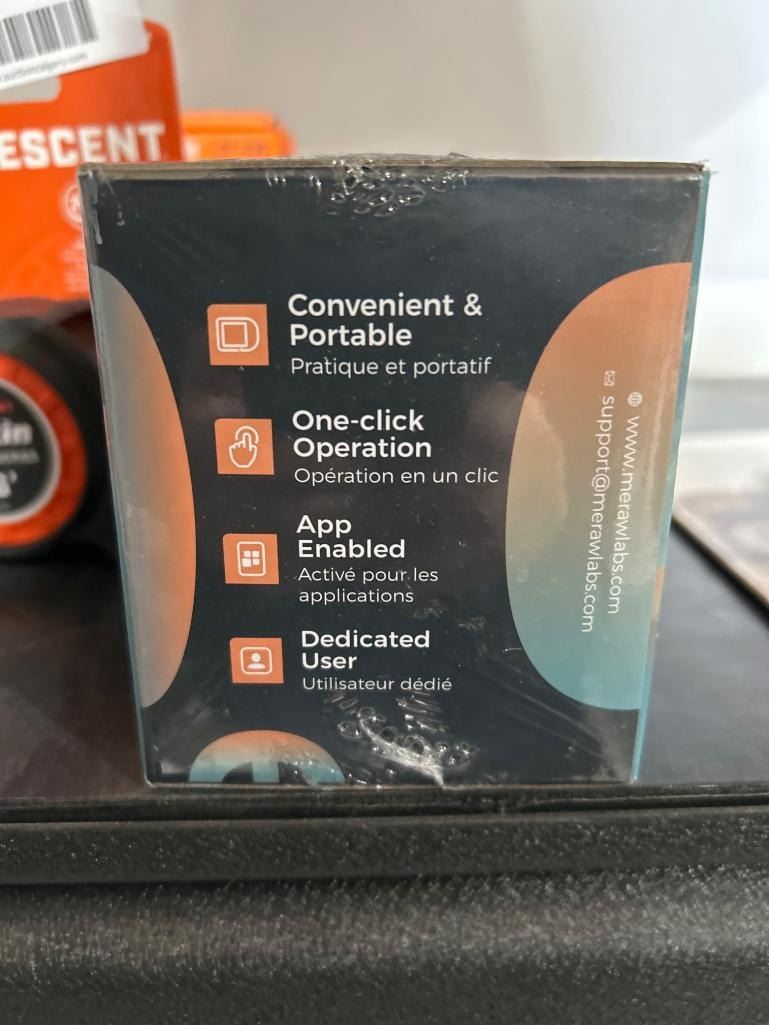 ESCENT
Convenient &
Portable
Pratique et portatif
One-click
Operation
Opération en un clic
App
Enabled
Activé pour les
applications
Dedicated
User
Utilisateur dédié
www.merawlabs.com
support@merawlabs.com